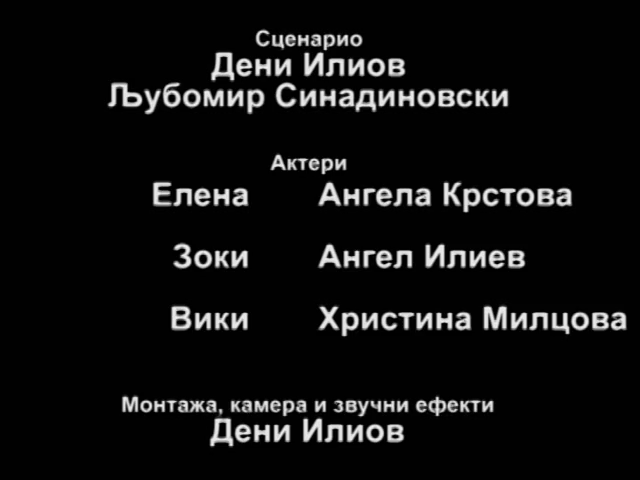 Сценарио
Дени Илиов
Љубомир Синадиновски
Актери
Елена Ангела Крстова
Зоки Ангел Илиев
Вики Христина Милцова
Монтажа, камера и звучни ефекти
Дени Илиов